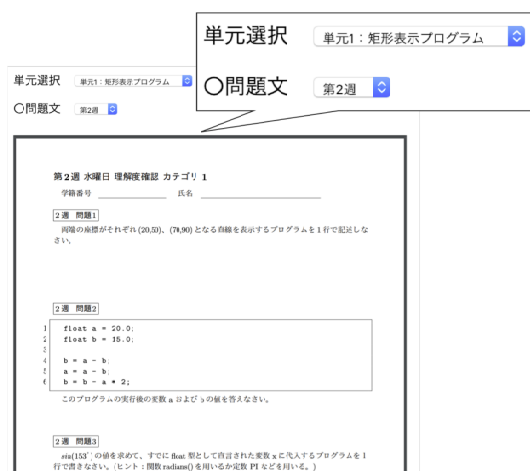 単元選択 単元1：矩形表示プログラム
〇問題文 第2週
単元選択 単元1：矩形表示プログラム
〇問題文 第2週
第2週 水曜日 理解度確認 カテゴリ 1
学籍番号 氏名
2週 問題1
両端の座標がそれぞれ(20,50)、(70,90)となる直線を表示するプログラムを1行で記述しな
さい。
2週 問題2
1 float a = 20.0;
2 float b = 15.0;
3
4 b = a - b;
5 a = a - b;
6 b = b - a * 2;
このプログラムの実行後の変数 a および b の値を答えなさい。
2週 問題3
sin(153°)の値を求めて、すでに float 型として宣言された変数 x に代入するプログラムを1
行で書きなさい。(ヒント：関数 radians() を用いるか定数 PI などを用いる。)